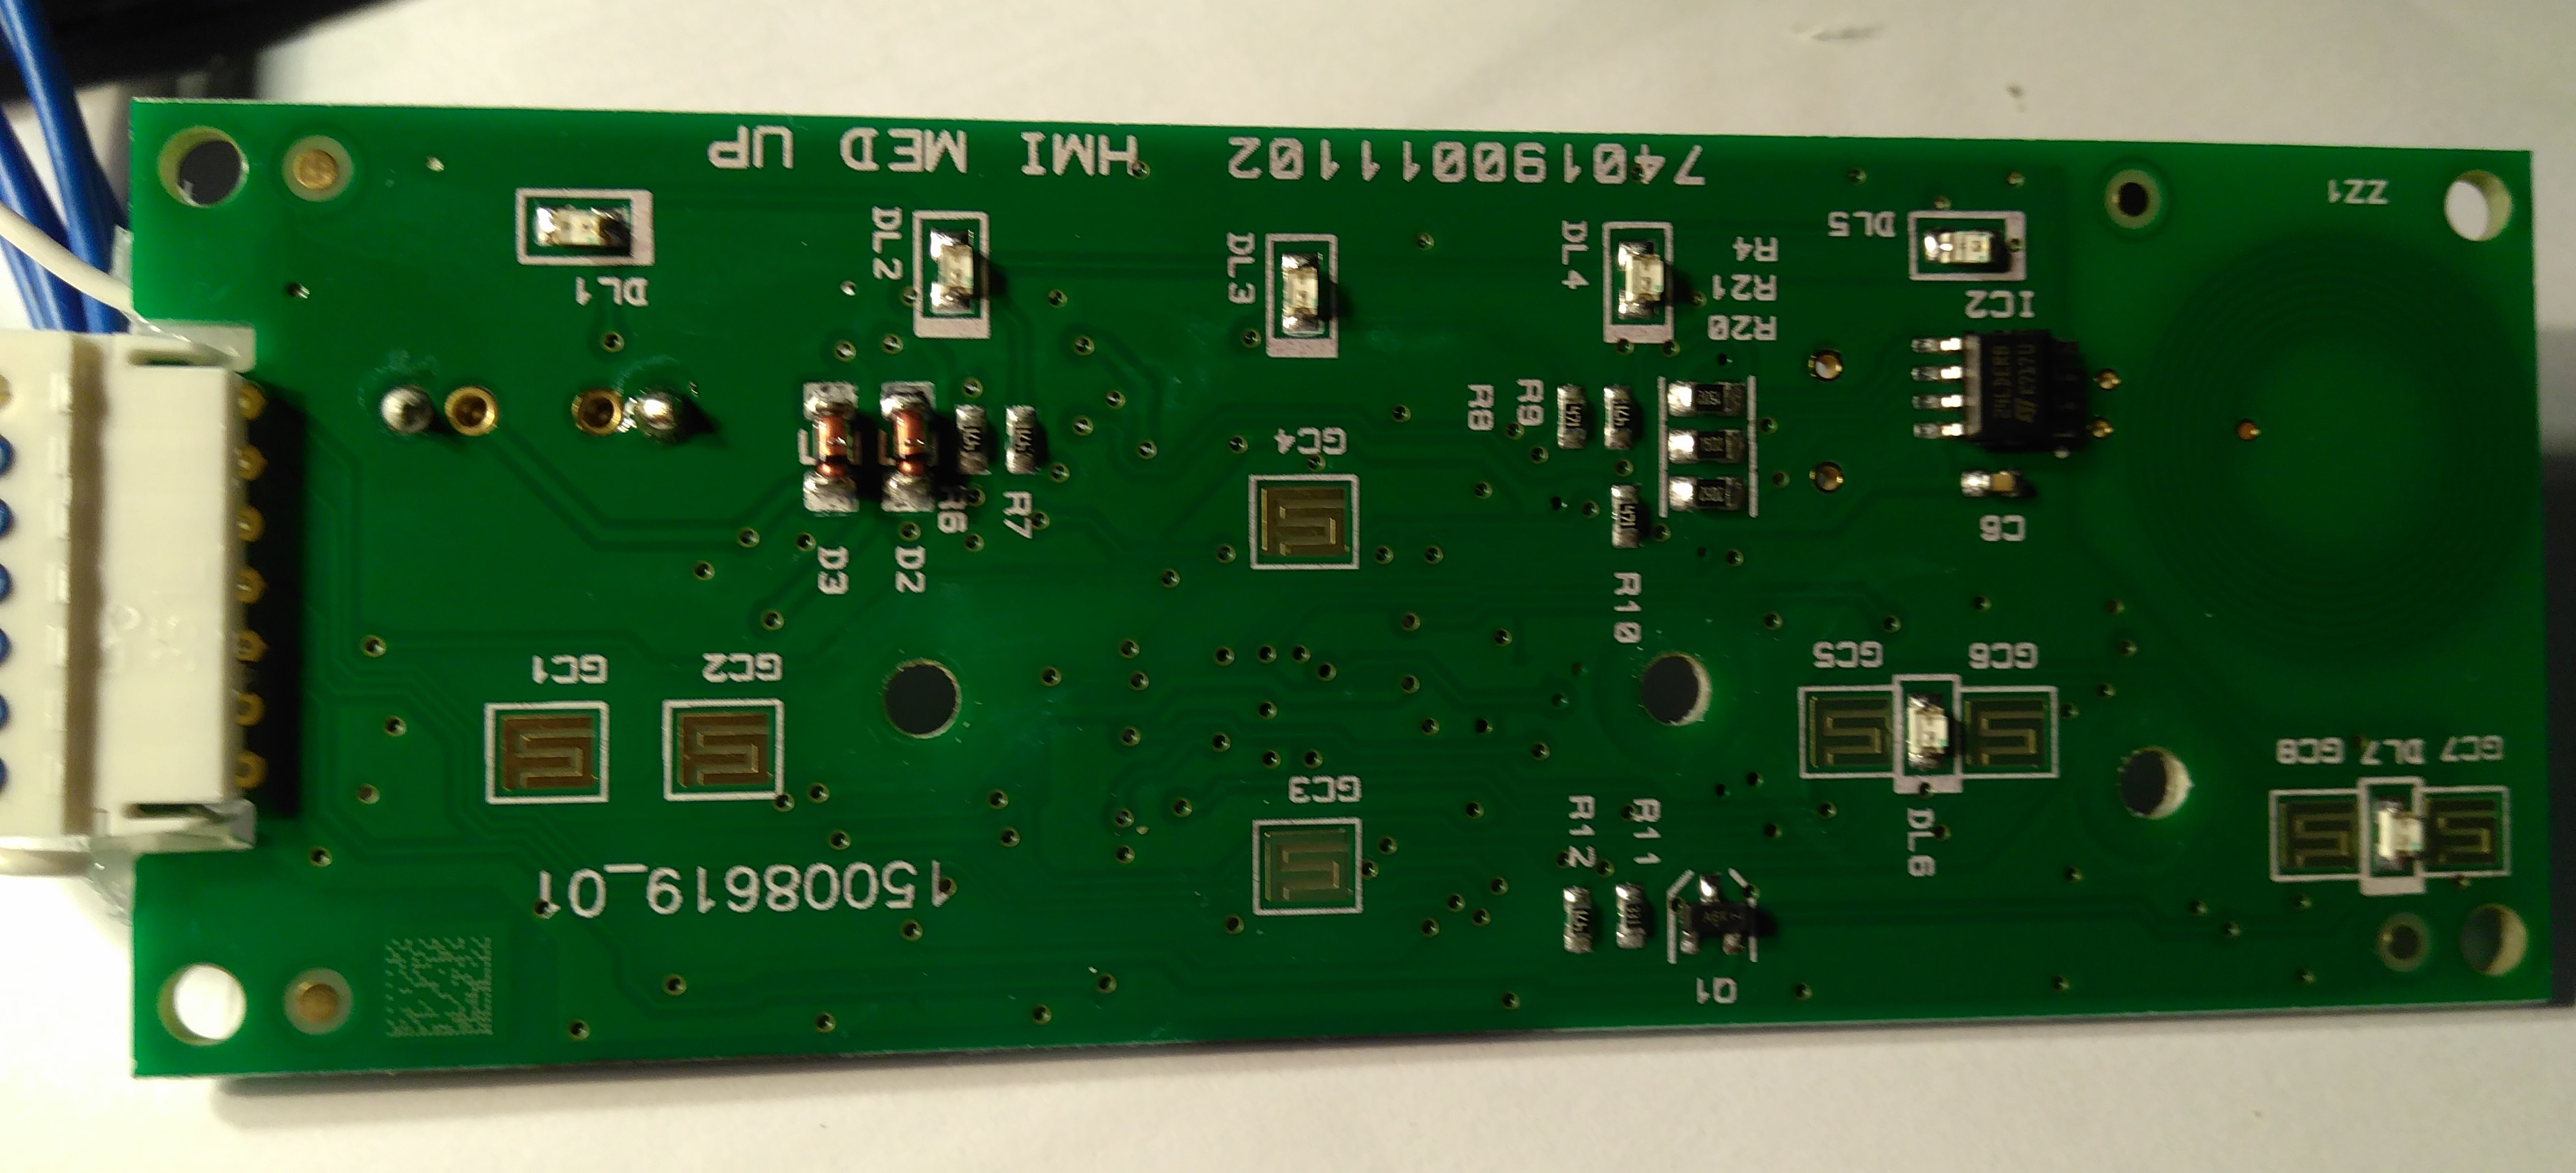 740190011102 HMI MED UP
ZZ1
DL5
DL4
DL3
DL2
DL1
R4
R21
R20
IC2
R8
R9
R6
R7
GC4
D3
D2
C6
R10
GC6
GC5
GC2
GC1
GC7
DL7
GC8
GC3
DL6
R11
R12
15008619_01
Q1